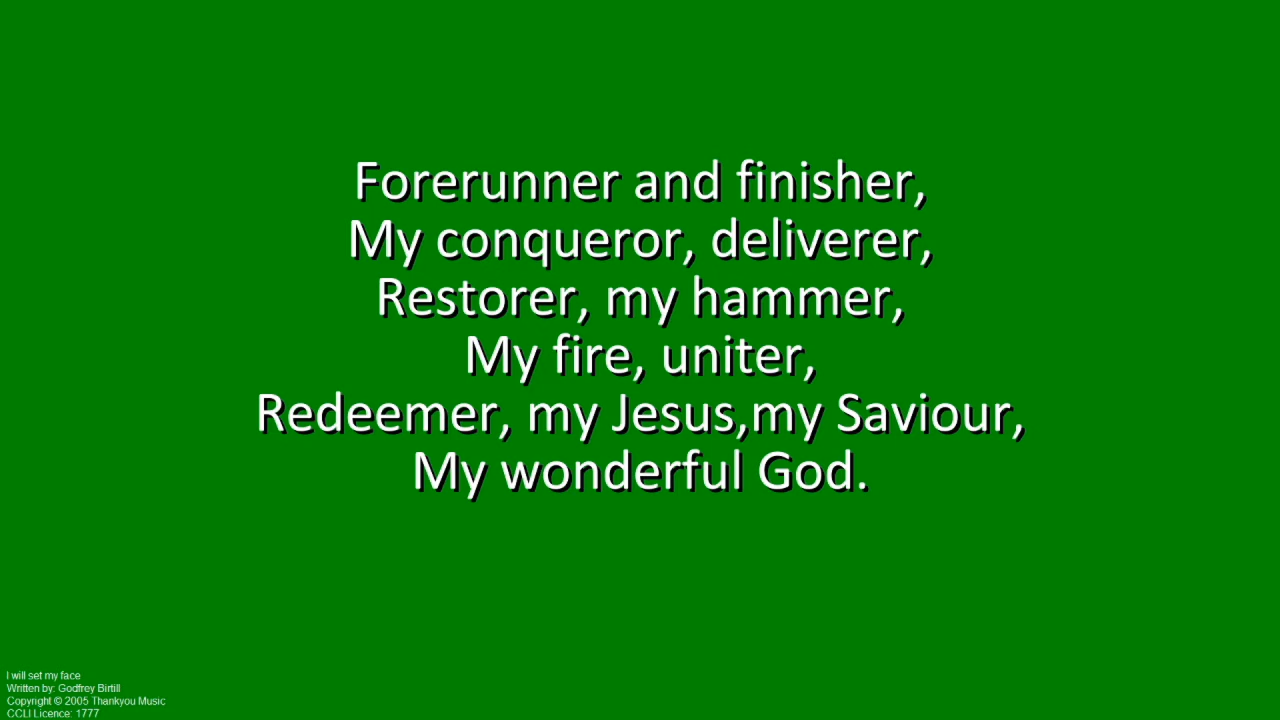 Forerunner and finisher,
My conqueror, deliverer,
Restorer, my hammer,
My fire, uniter,
Redeemer, my Jesus,my Saviour,
My wonderful God.
I will set my face
Written by: Godfrey Birtill
Copyright © 2005 Thankyou Music
CCLI Licence: 1777